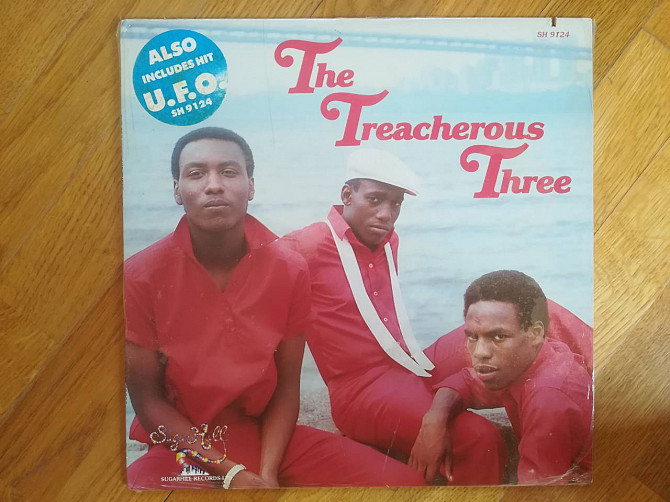 ALSO
INCLUDES HIT
U.F.O.
SH 9124
SH 9124
The
Treacherous
Three
Sugar Hill
SUGARHILL RECORDS